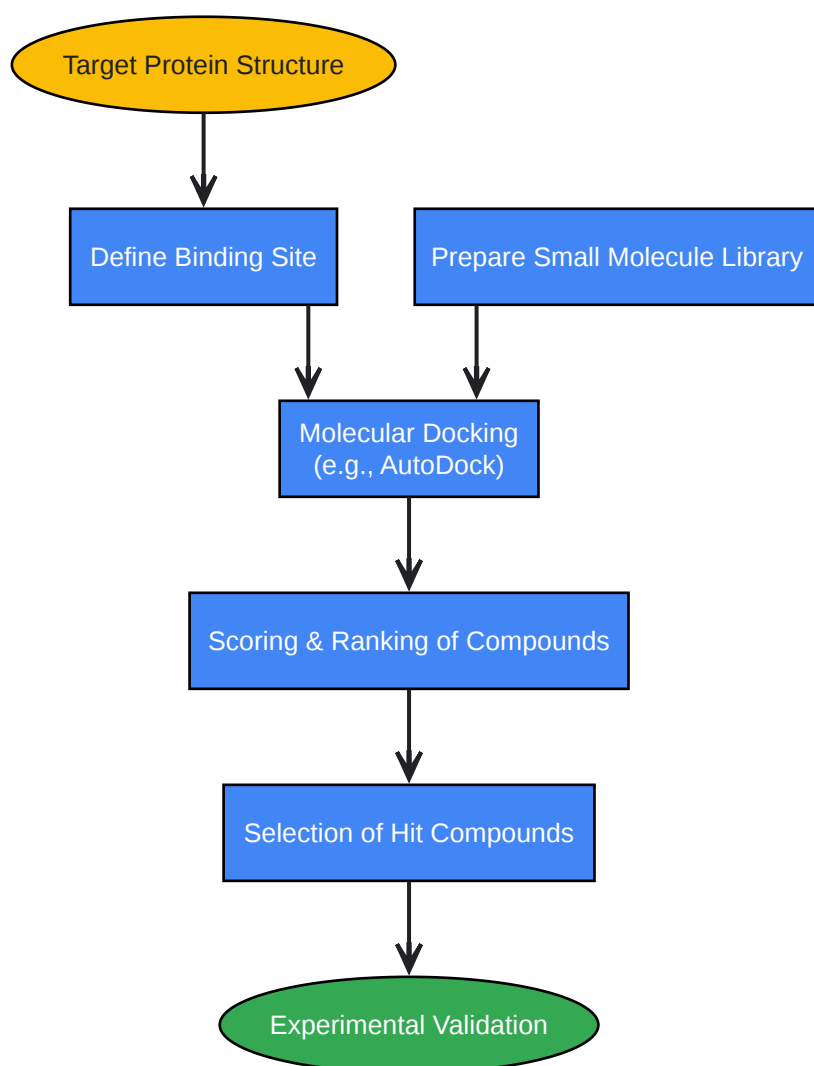 Target Protein Structure
Define Binding Site
Prepare Small Molecule Library
Molecular Docking
(e.g., AutoDock)
Scoring & Ranking of Compounds
Selection of Hit Compounds
Experimental Validation